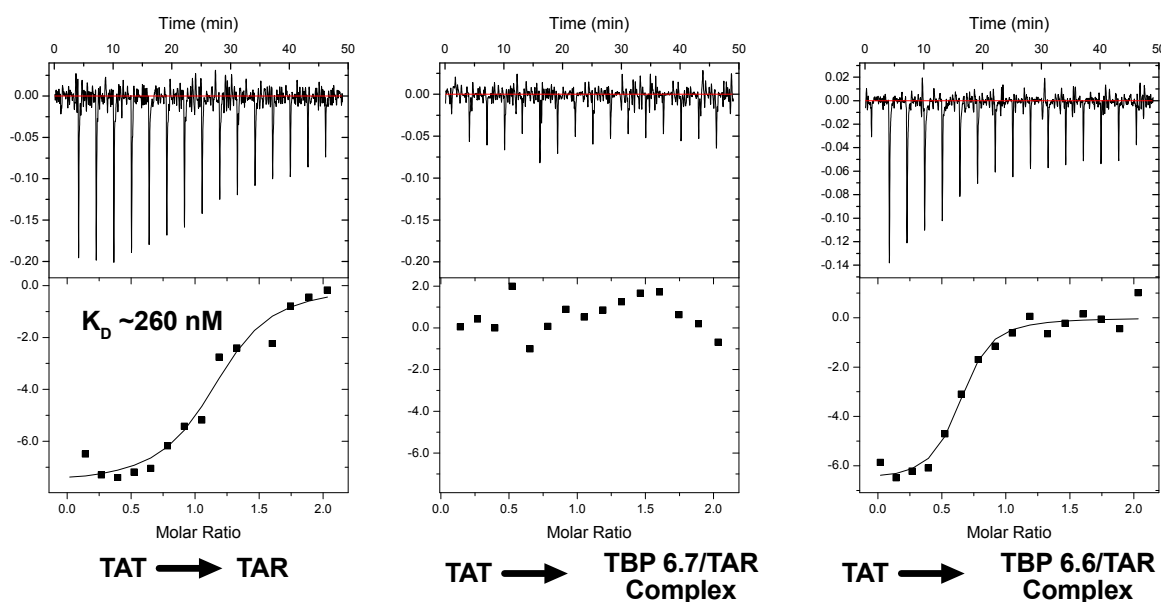 Time (min)
0 10 20 30 40 50
0.00
-0.05
-0.10
-0.15
-0.20
0.0
-2.0
-4.0
-6.0
K_D ~260 nM
0.0 0.5 1.0 1.5 2.0
Molar Ratio
TAT TAR
Time (min)
0 10 20 30 40 50
0.00
-0.05
-0.10
-0.15
-0.20
2.0
0.0
-2.0
-4.0
-6.0
0.0 0.5 1.0 1.5 2.0
Molar Ratio
TAT TBP 6.7/TAR
Complex
Time (min)
0 10 20 30 40 50
0.02
0.00
-0.02
-0.04
-0.06
-0.08
-0.10
-0.12
-0.14
0.0
-2.0
-4.0
-6.0
0.0 0.5 1.0 1.5 2.0
Molar Ratio
TAT TBP 6.6/TAR
Complex